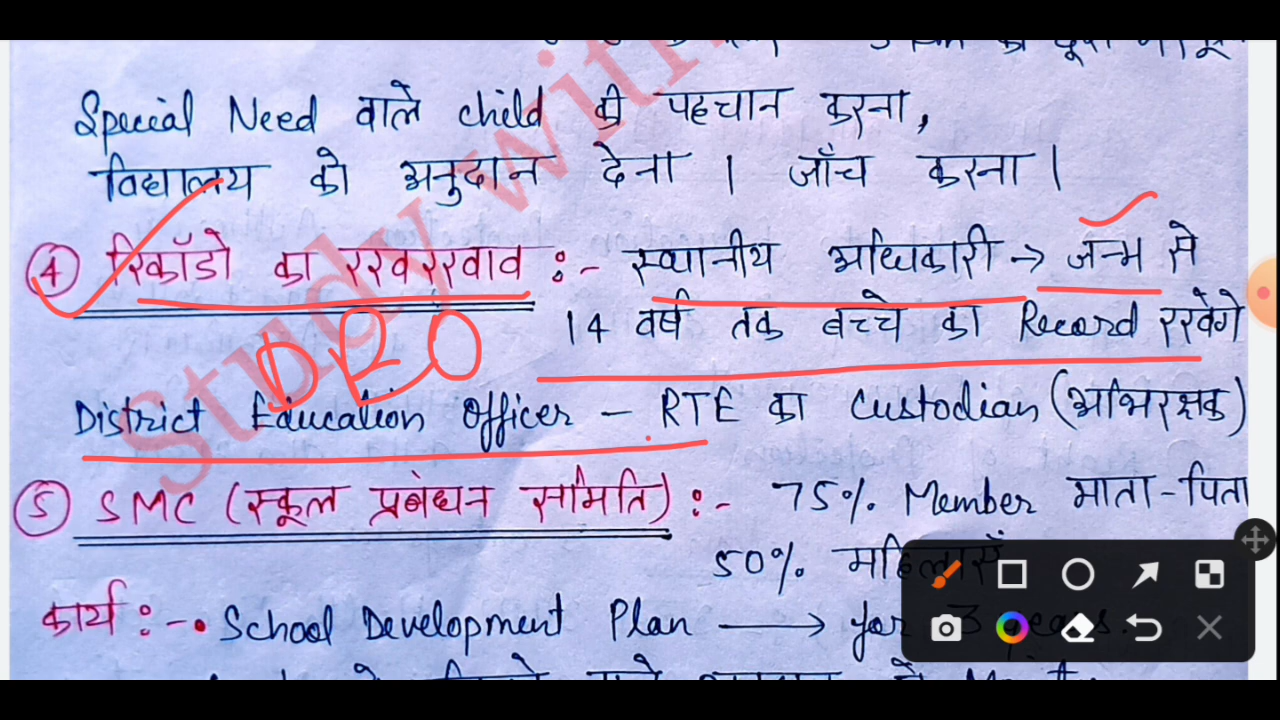 Special Need वाले child की पहचान करना,
विद्यालय को अनुदान देना । जाँच करना ।
④ रिकॉर्डो का रखरखाव :- स्थानीय अधिकारी → जन्म से
14 वर्ष तक बच्चे का Record रखेंगे
DEO
District Education Officer – RTE का Custodian (अभिरक्षक)
⑤ SMC (स्कूल प्रबंधन समिति) :- 75% Member माता-पिता
50% महिलाएँ
कार्य :- • School Development Plan → for 3 years.
Study with